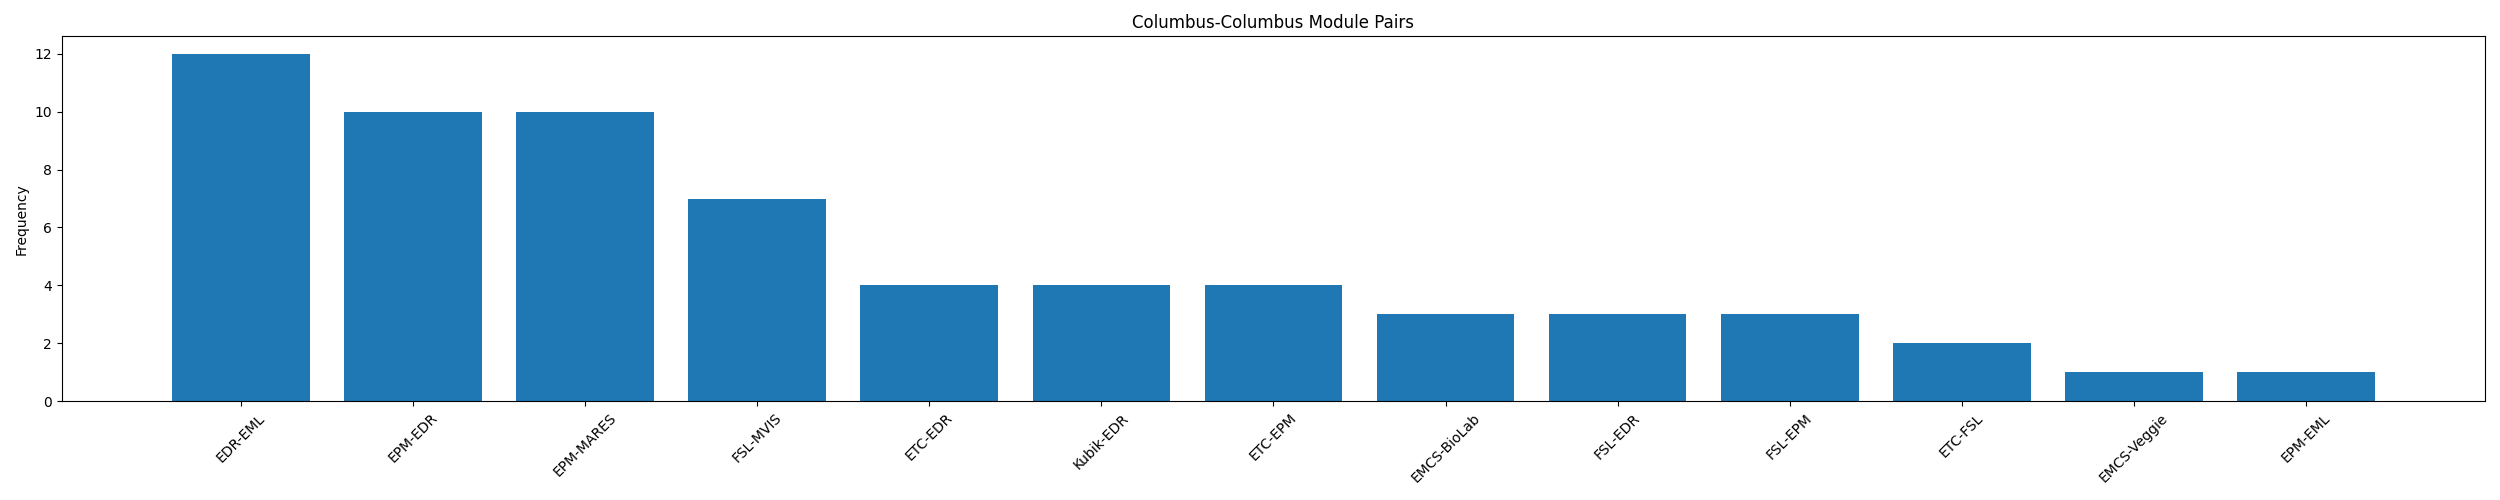 Columbus-Columbus Module Pairs
Frequency
12
10
8
6
4
2
0
EDR-EML
EPM-EDR
EPM-MARES
FSL-MVIS
ETC-EDR
Kubik-EDR
ETC-EPM
EMCS-BioLab
FSL-EDR
FSL-EPM
ETC-FSL
EMCS-Veggie
EPM-EML